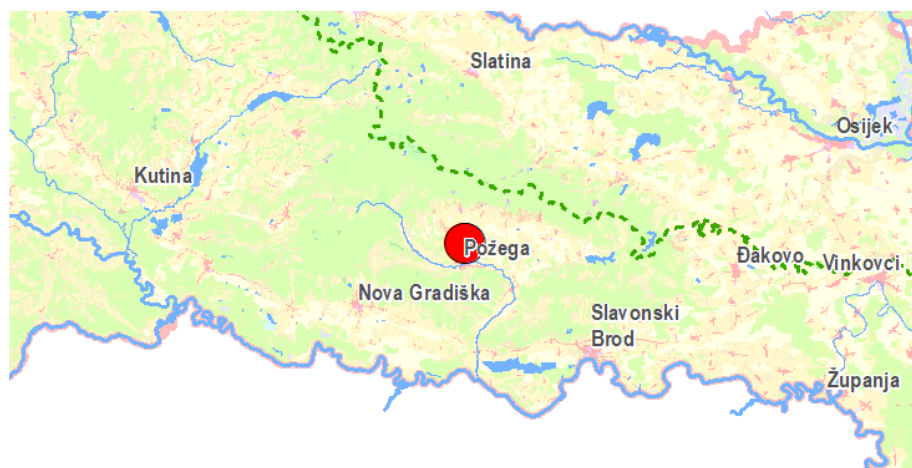 Slatina
Osijek
Kutina
Požega
Đakovo
Vinkovci
Nova Gradiška
Slavonski
Brod
Županja